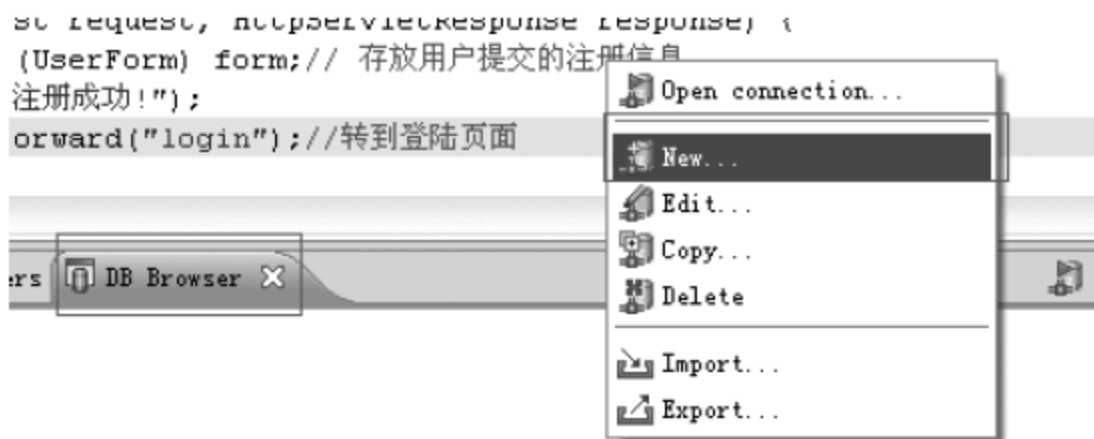 st request, HttpServletResponse response) {
(UserForm) form;// 存放用户提交的注册信息
注册成功!");
orward("login");//转到登陆页面
Open connection...
New...
Edit...
Copy...
Delete
Import...
Export...
ers
DB Browser